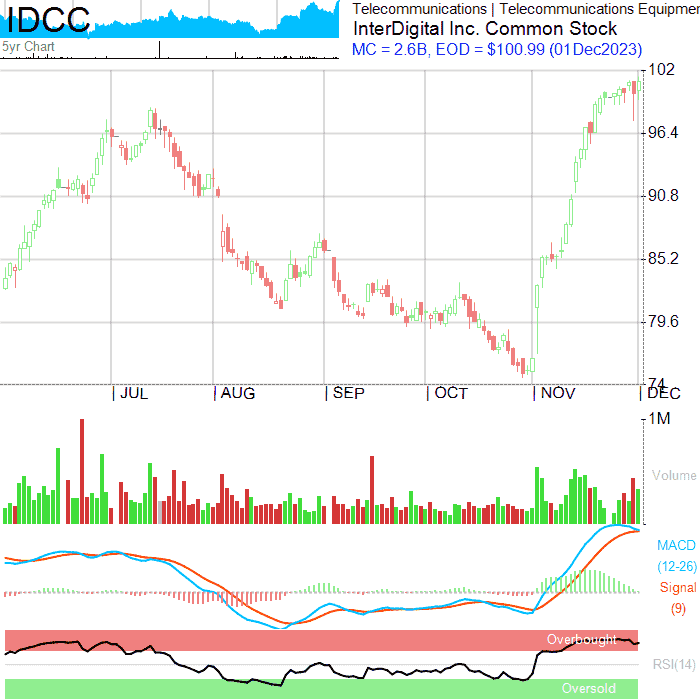 IDCC
5yr Chart
Telecommunications | Telecommunications Equipmen
InterDigital Inc. Common Stock
MC = 2.6B, EOD = $100.99 (01Dec2023)
102
96.4
90.8
85.2
79.6
74
JUL
AUG
SEP
OCT
NOV
DEC
1M
Volume
MACD
(12-26)
Signal
(9)
Overbought
RSI(14)
Oversold